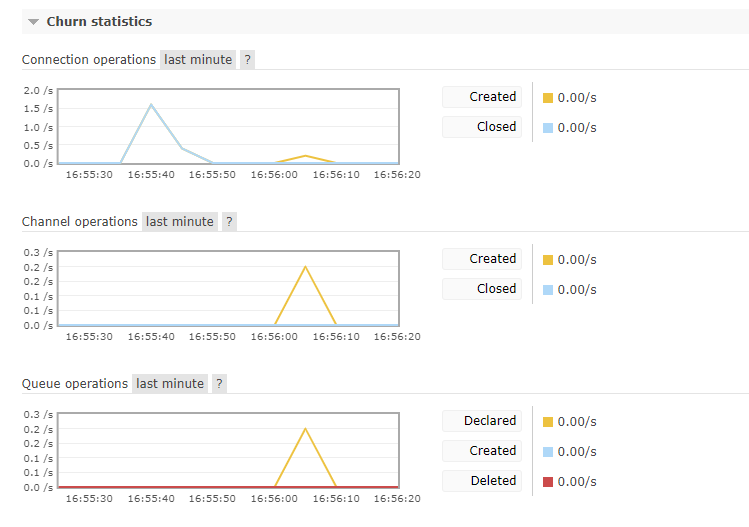 Churn statistics
Connection operations last minute ?
2.0 /s
1.5 /s
1.0 /s
0.5 /s
0.0 /s
16:55:30 16:55:40 16:55:50 16:56:00 16:56:10 16:56:20
Created 0.00/s
Closed 0.00/s
Channel operations last minute ?
0.3 /s
0.2 /s
0.2 /s
0.1 /s
0.1 /s
0.0 /s
16:55:30 16:55:40 16:55:50 16:56:00 16:56:10 16:56:20
Created 0.00/s
Closed 0.00/s
Queue operations last minute ?
0.3 /s
0.2 /s
0.2 /s
0.1 /s
0.1 /s
0.0 /s
16:55:30 16:55:40 16:55:50 16:56:00 16:56:10 16:56:20
Declared 0.00/s
Created 0.00/s
Deleted 0.00/s